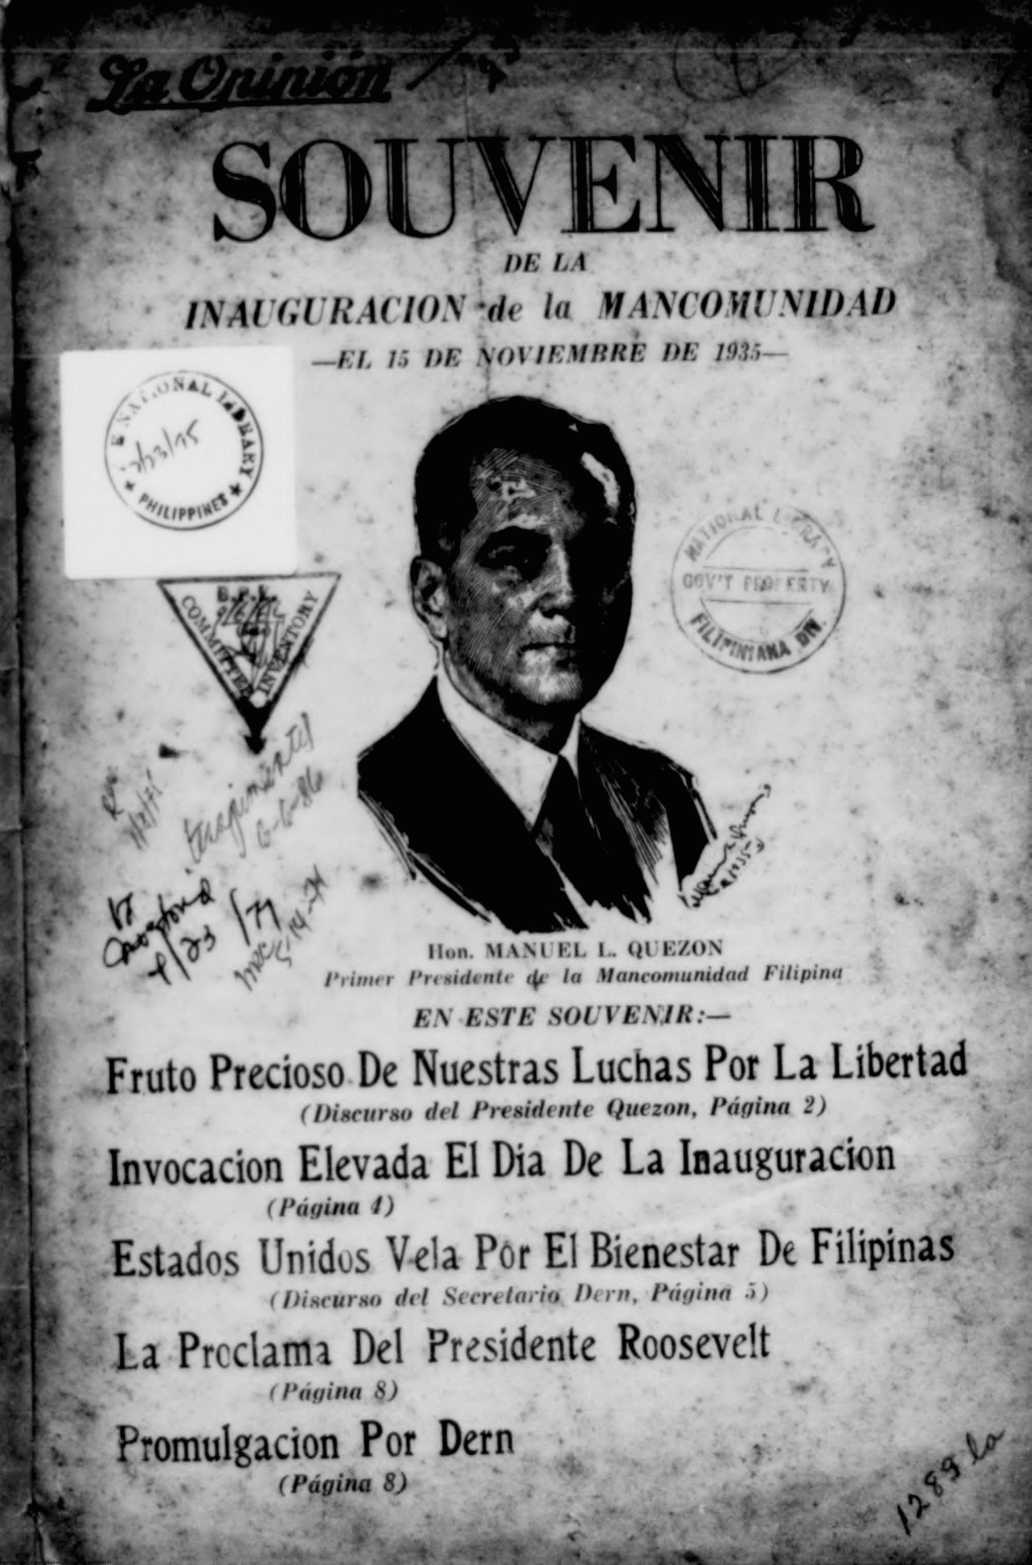 La Opinión
SOUVENIR
DE LA
INAUGURACION de la MANCOMUNIDAD
—EL 15 DE NOVIEMBRE DE 1935—
NATIONAL LIBRARY
PHILIPPINES
NATIONAL LIBRARY
GOV'T PROPERTY
FILIPINIANA DIV.
COMMITTEE
INVENTORY
6-6-86
Hon. MANUEL L. QUEZON
Primer Presidente de la Mancomunidad Filipina
EN ESTE SOUVENIR:—
Fruto Precioso De Nuestras Luchas Por La Libertad
(Discurso del Presidente Quezon, Página 2)
Invocacion Elevada El Dia De La Inauguracion
(Página 4)
Estados Unidos Vela Por El Bienestar De Filipinas
(Discurso del Secretario Dern, Página 5)
La Proclama Del Presidente Roosevelt
(Página 8)
Promulgacion Por Dern
(Página 8)
1289 la